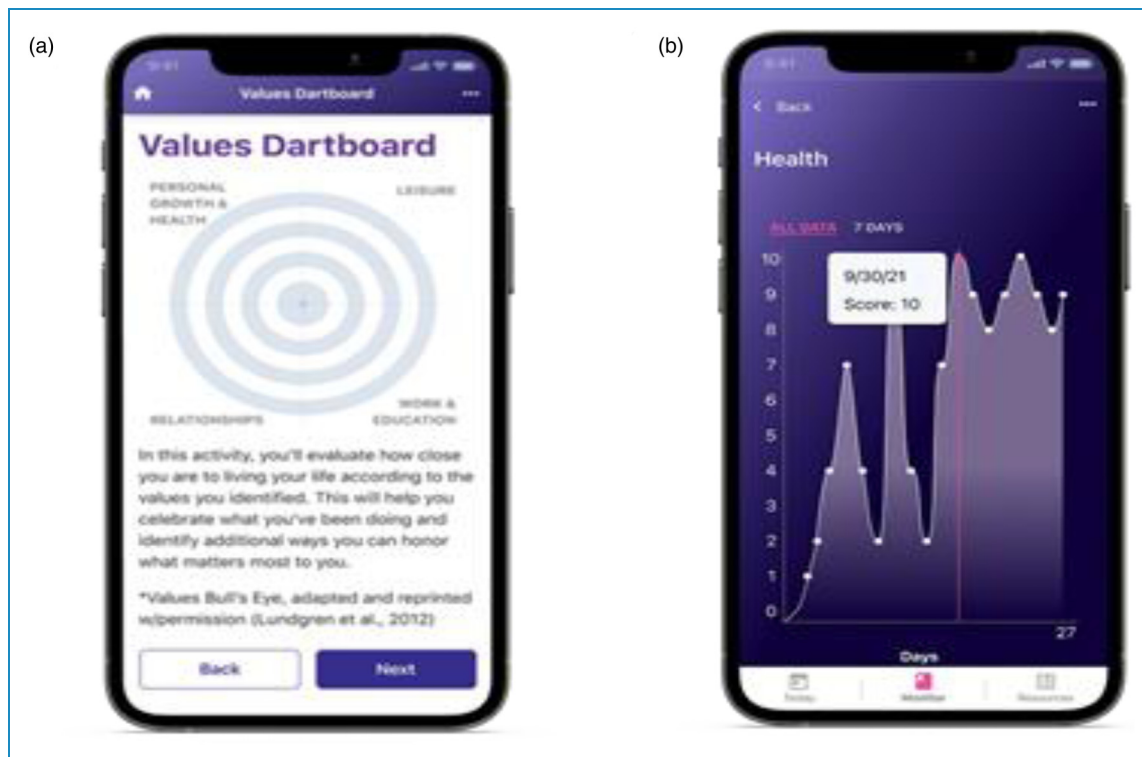 (a)
Values Dartboard
Values Dartboard
PERSONAL
GROWTH &
HEALTH
LEISURE
RELATIONSHIPS
WORK &
EDUCATION
In this activity, you'll evaluate how close
you are to living your life according to the
values you identified. This will help you
celebrate what you've been doing and
identify additional ways you can honor
what matters most to you.
*Values Bull's Eye, adapted and reprinted
w/permission (Lundgren et al., 2012)
Back
Next
(b)
Back
Health
ALL DATA 7 DAYS
9/30/21
Score: 10
10
9
8
7
6
5
4
3
2
1
0
27
Days
Today
Monitor
Resources